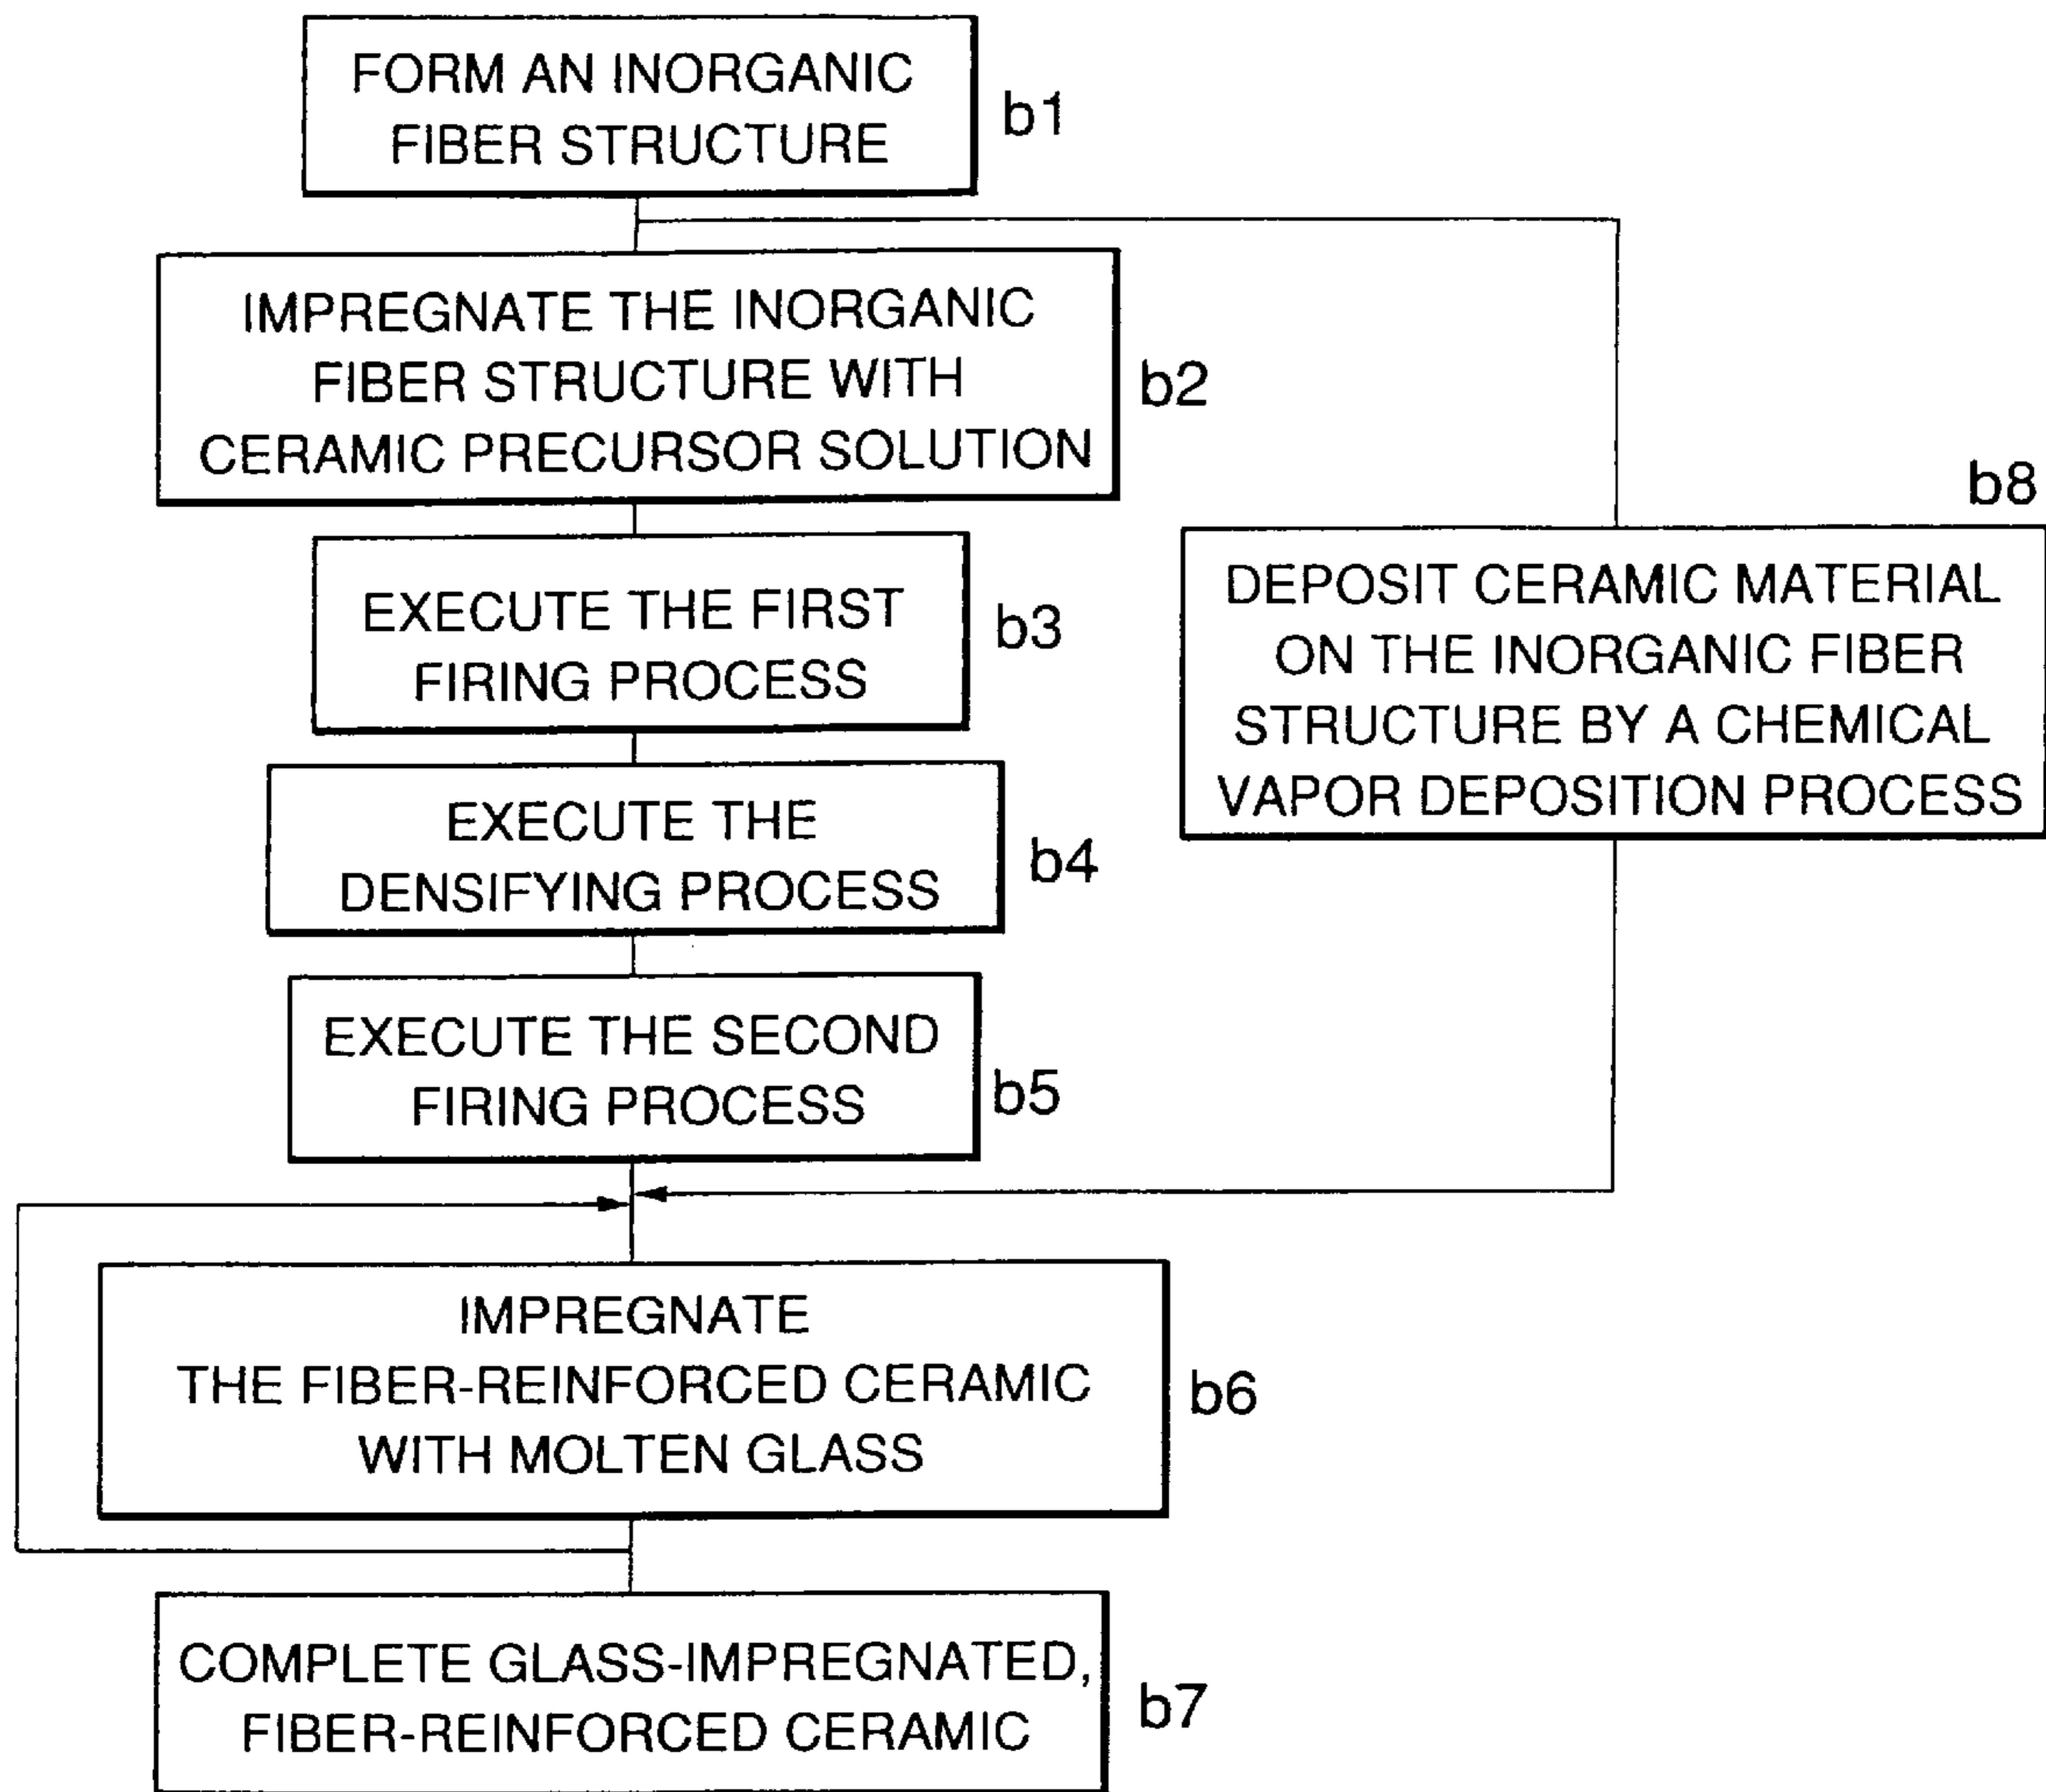 FORM AN INORGANIC
FIBER STRUCTURE
b1
IMPREGNATE THE INORGANIC
FIBER STRUCTURE WITH
CERAMIC PRECURSOR SOLUTION
b2
EXECUTE THE FIRST
FIRING PROCESS
b3
EXECUTE THE
DENSIFYING PROCESS
b4
EXECUTE THE SECOND
FIRING PROCESS
b5
b8
DEPOSIT CERAMIC MATERIAL
ON THE INORGANIC FIBER
STRUCTURE BY A CHEMICAL
VAPOR DEPOSITION PROCESS
IMPREGNATE
THE FIBER-REINFORCED CERAMIC
WITH MOLTEN GLASS
b6
COMPLETE GLASS-IMPREGNATED,
FIBER-REINFORCED CERAMIC
b7